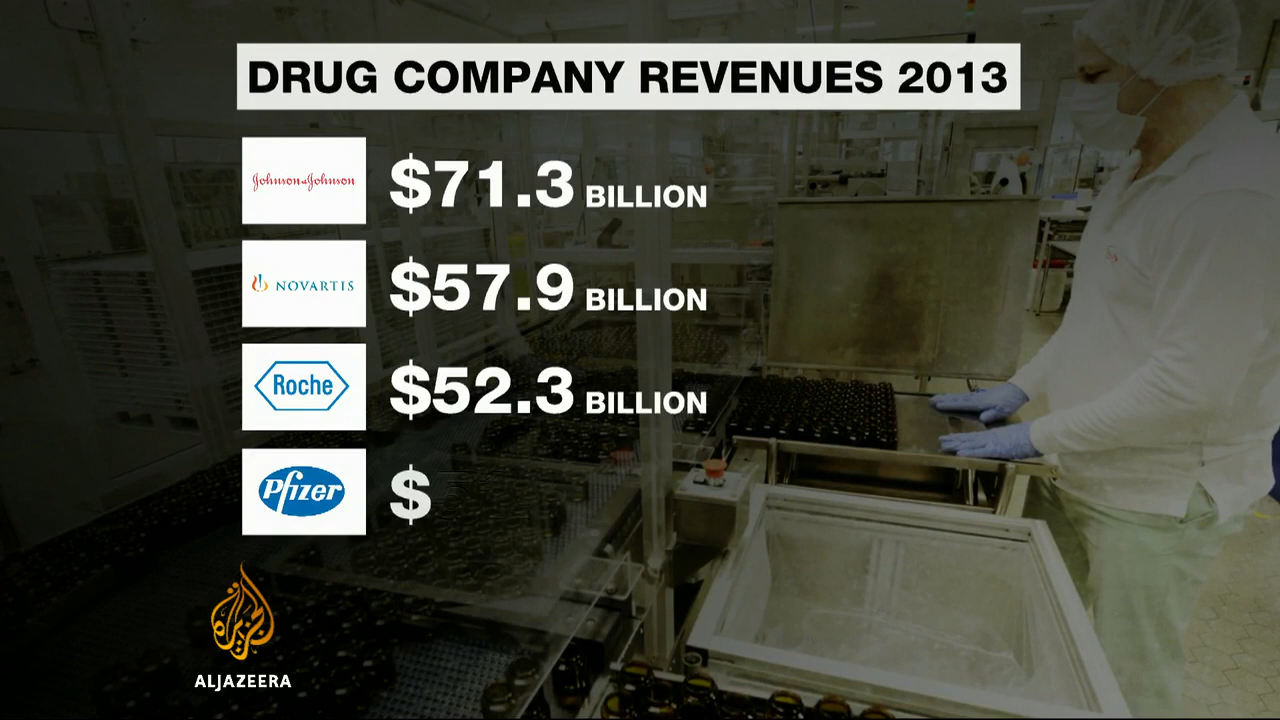 DRUG COMPANY REVENUES 2013
Johnson & Johnson
$71.3 BILLION
NOVARTIS
$57.9 BILLION
Roche
$52.3 BILLION
Pfizer
$
الجزيرة
ALJAZEERA